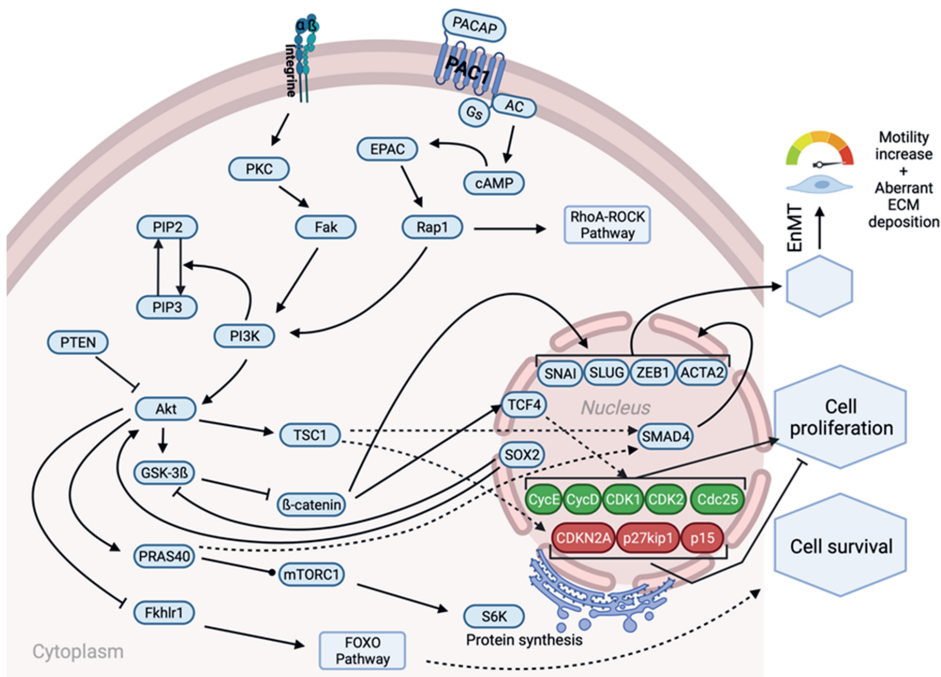 αß
Integrine
PACAP
PAC1
Gs
AC
EPAC
cAMP
PKC
Fak
Rap1
RhoA-ROCK
Pathway
PIP2
PIP3
PI3K
PTEN
Akt
TSC1
GSK-3ß
ß-catenin
PRAS40
mTORC1
Fkhlr1
S6K
Protein synthesis
FOXO
Pathway
Cytoplasm
SNAI
SLUG
ZEB1
ACTA2
Nucleus
TCF4
SMAD4
SOX2
CycE
CycD
CDK1
CDK2
Cdc25
CDKN2A
p27kip1
p15
Motility
increase
+
Aberrant
ECM
deposition
EnMT
Cell
proliferation
Cell survival